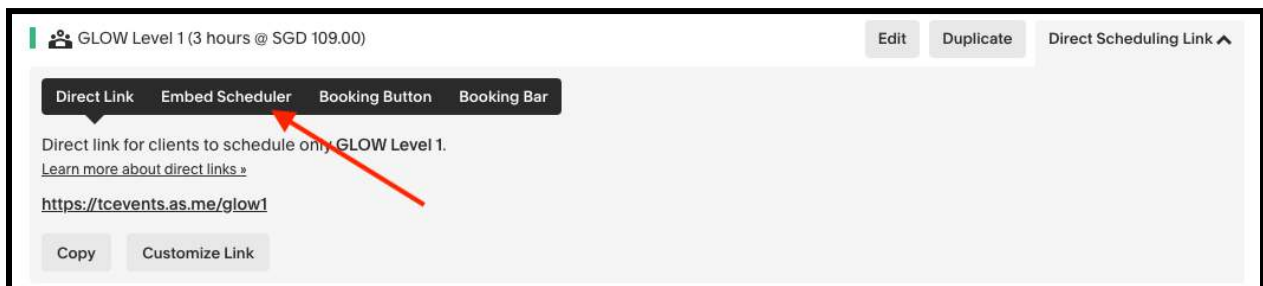 GLOW Level 1 (3 hours @ SGD 109.00) Edit Duplicate Direct Scheduling Link
Direct Link Embed Scheduler Booking Button Booking Bar
Direct link for clients to schedule only GLOW Level 1.
Learn more about direct links »
https://tcevents.as.me/glow1
Copy Customize Link